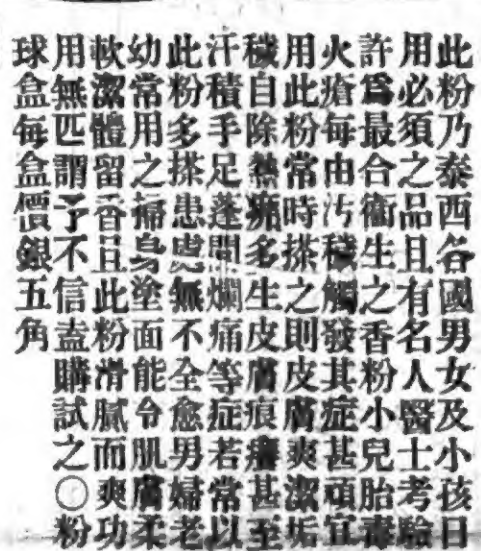 此粉乃泰西各國男女及小孩日
用必須之品且有名人醫士考驗
許爲最合衞生之香粉小兒胎毒
火瘡每由汚穢觸發其症甚頑宜
用此粉常時搽之則皮膚爽潔垢
穢自除熱痱多生皮膚痕癢甚至
汗積手足蓬間爛痛等症若常以
此粉多搽患處無不全愈男婦老
幼常用之掃身塗面能令肌膚柔
軟潔體留香且此粉滑膩而爽功
用無匹謂予不信盍購試之〇粉
球盒每盒價銀五角